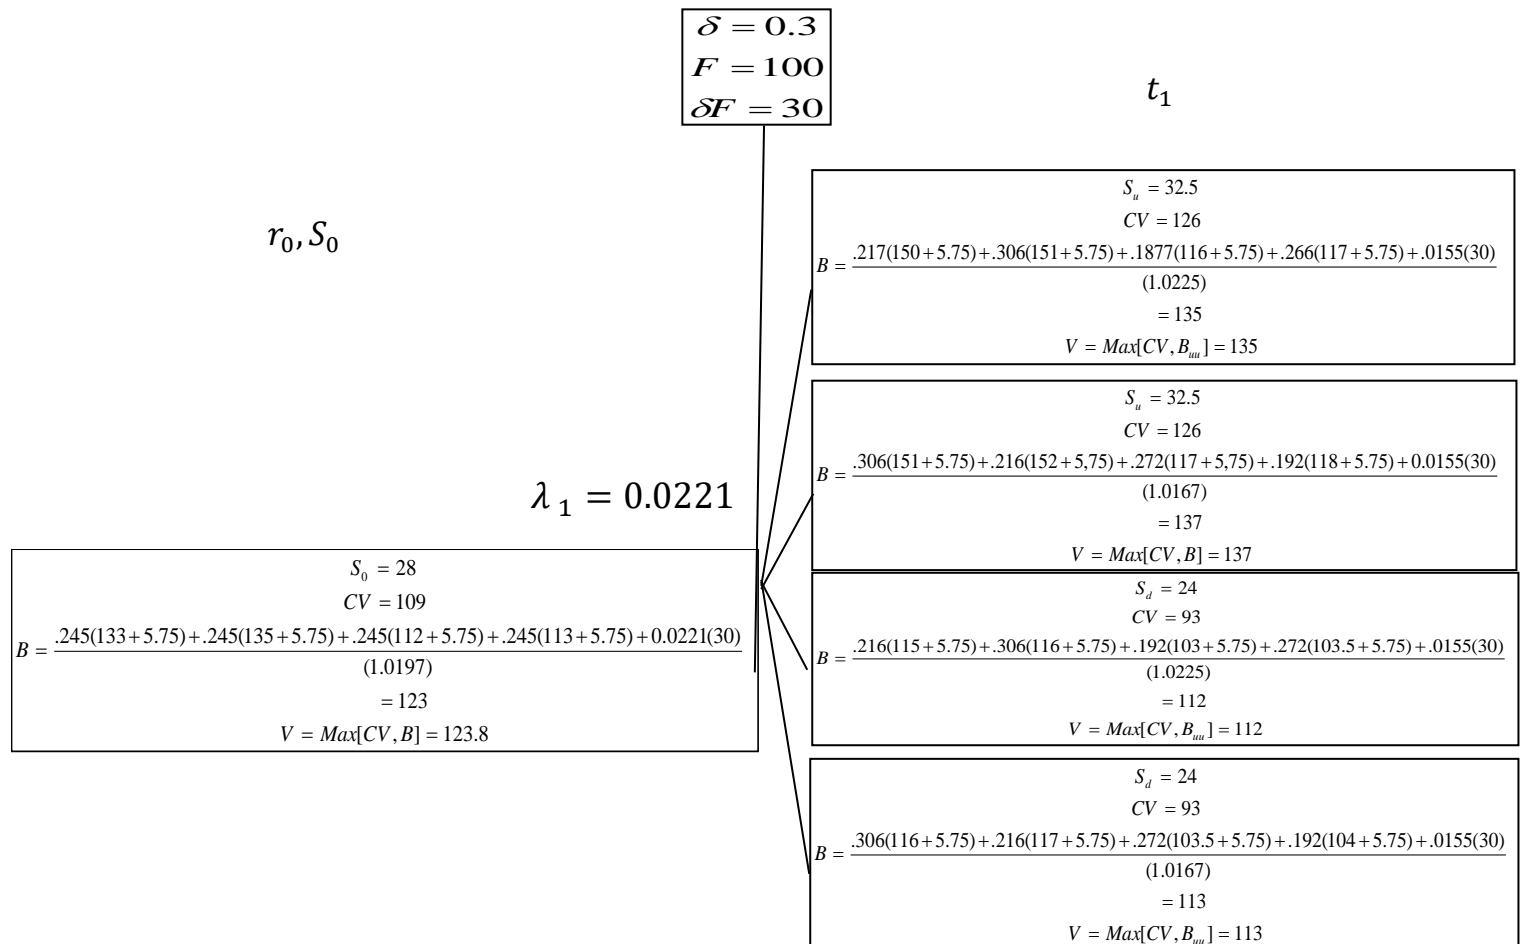 δ = 0.3
F = 100
δF = 30
t₁
r₀, S₀
S_u = 32.5
CV = 126
B = .217(150+5.75)+.306(151+5.75)+.1877(116+5.75)+.266(117+5.75)+.0155(30)
(1.0225)
= 135
V = Max[CV, B_uu] = 135
S_u = 32.5
CV = 126
B = .306(151+5.75)+.216(152+5,75)+.272(117+5,75)+.192(118+5.75)+0.0155(30)
(1.0167)
= 137
V = Max[CV, B] = 137
λ₁ = 0.0221
S₀ = 28
CV = 109
B = .245(133+5.75)+.245(135+5.75)+.245(112+5.75)+.245(113+5.75)+0.0221(30)
(1.0197)
= 123
V = Max[CV, B] = 123.8
S_d = 24
CV = 93
B = .216(115+5.75)+.306(116+5.75)+.192(103+5.75)+.272(103.5+5.75)+.0155(30)
(1.0225)
= 112
V = Max[CV, B_uu] = 112
S_d = 24
CV = 93
B = .306(116+5.75)+.216(117+5.75)+.272(103.5+5.75)+.192(104+5.75)+.0155(30)
(1.0167)
= 113
V = Max[CV, B_uu] = 113